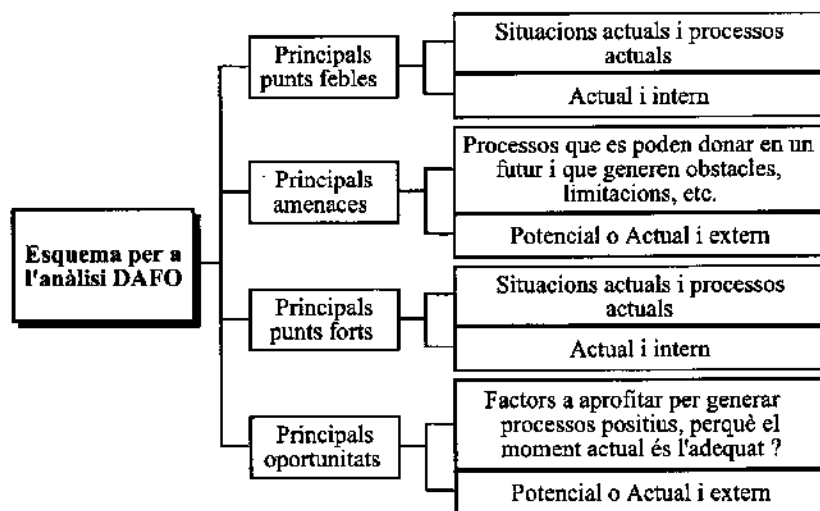 Esquema per a
l'anàlisi DAFO
Principals
punts febles
Situacions actuals i processos
actuals
Actual i intern
Principals
amenaces
Processos que es poden donar en un
futur i que generen obstacles,
limitacions, etc.
Potencial o Actual i extern
Principals
punts forts
Situacions actuals i processos
actuals
Actual i intern
Principals
oportunitats
Factors a aprofitar per generar
processos positius, perquè el
moment actual és l'adequat ?
Potencial o Actual i extern